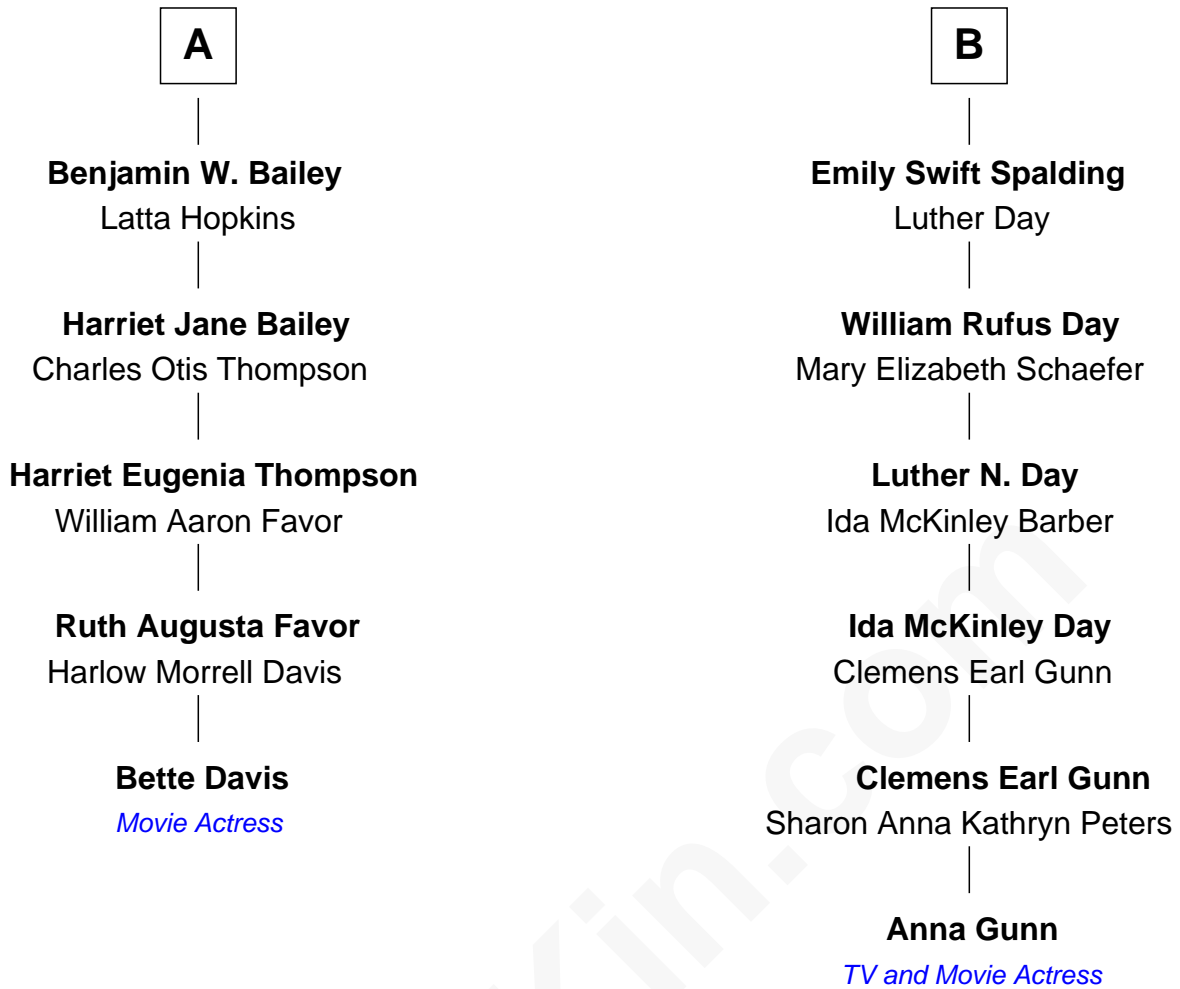 A
Benjamin W. Bailey
Latta Hopkins
Harriet Jane Bailey
Charles Otis Thompson
Harriet Eugenia Thompson
William Aaron Favor
Ruth Augusta Favor
Harlow Morrell Davis
Bette Davis
Movie Actress
B
Emily Swift Spalding
Luther Day
William Rufus Day
Mary Elizabeth Schaefer
Luther N. Day
Ida McKinley Barber
Ida McKinley Day
Clemens Earl Gunn
Clemens Earl Gunn
Sharon Anna Kathryn Peters
Anna Gunn
TV and Movie Actress